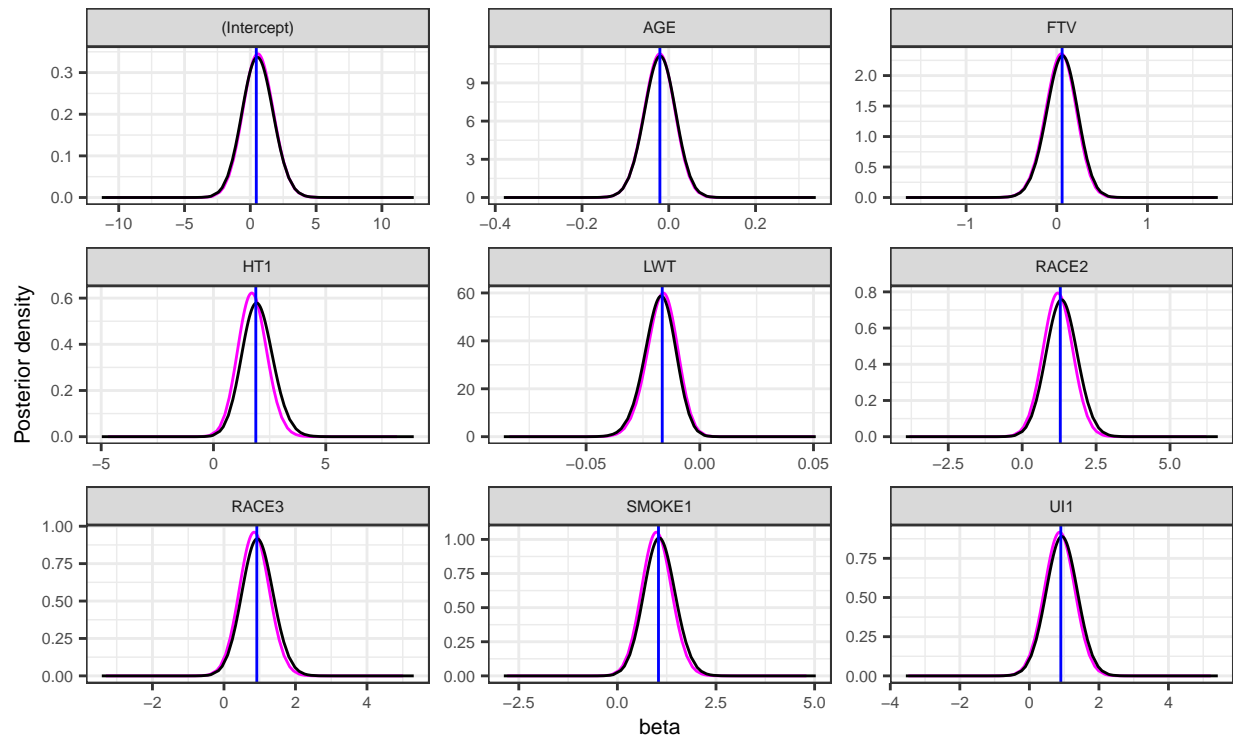 (Intercept)
AGE
FTV
0.3
0.2
0.1
0.0
−10 −5 0 5 10
9
6
3
0
−0.4 −0.2 0.0 0.2
2.0
1.5
1.0
0.5
0.0
−1 0 1
HT1
LWT
RACE2
Posterior density
0.6
0.4
0.2
0.0
−5 0 5
60
40
20
0
−0.05 0.00 0.05
0.8
0.6
0.4
0.2
0.0
−2.5 0.0 2.5 5.0
RACE3
SMOKE1
UI1
1.00
0.75
0.50
0.25
0.00
−2 0 2 4
1.00
0.75
0.50
0.25
0.00
−2.5 0.0 2.5 5.0
0.75
0.50
0.25
0.00
−4 −2 0 2 4
beta